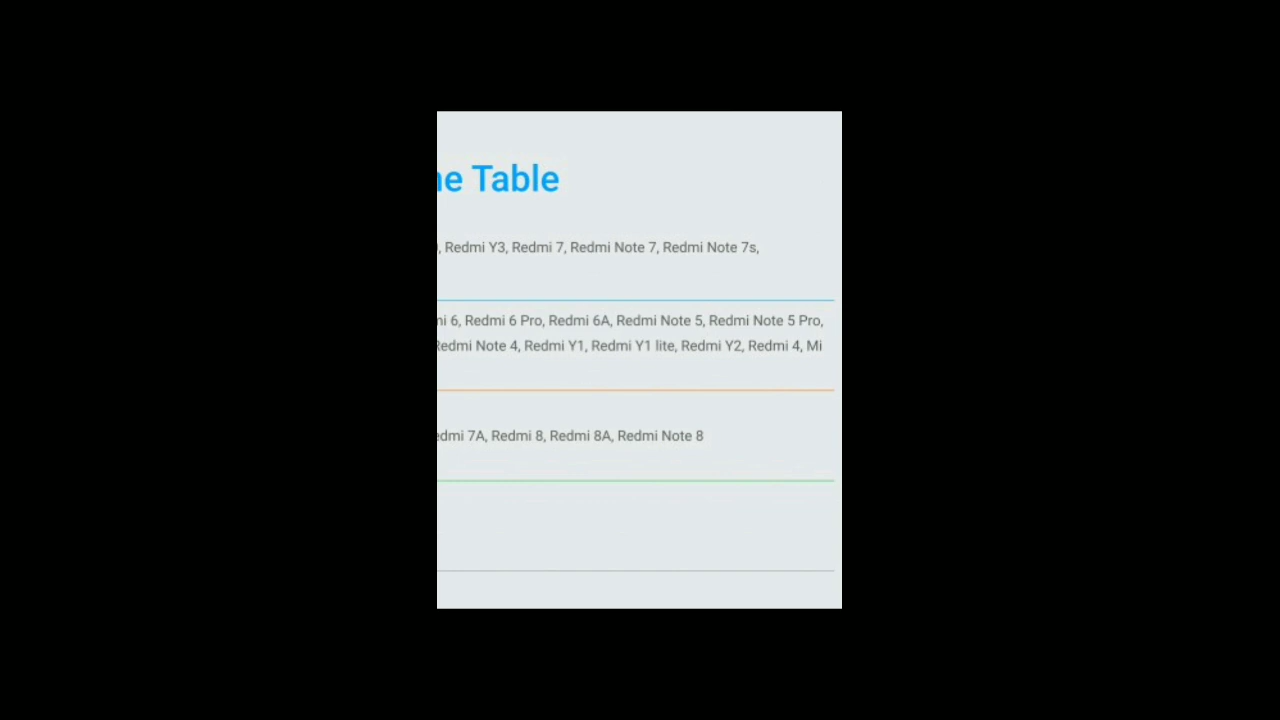 Table
, Redmi Y3, Redmi 7, Redmi Note 7, Redmi Note 7s,
6, Redmi 6 Pro, Redmi 6A, Redmi Note 5, Redmi Note 5 Pro,
Redmi Note 4, Redmi Y1, Redmi Y1 lite, Redmi Y2, Redmi 4, Mi
7A, Redmi 8, Redmi 8A, Redmi Note 8